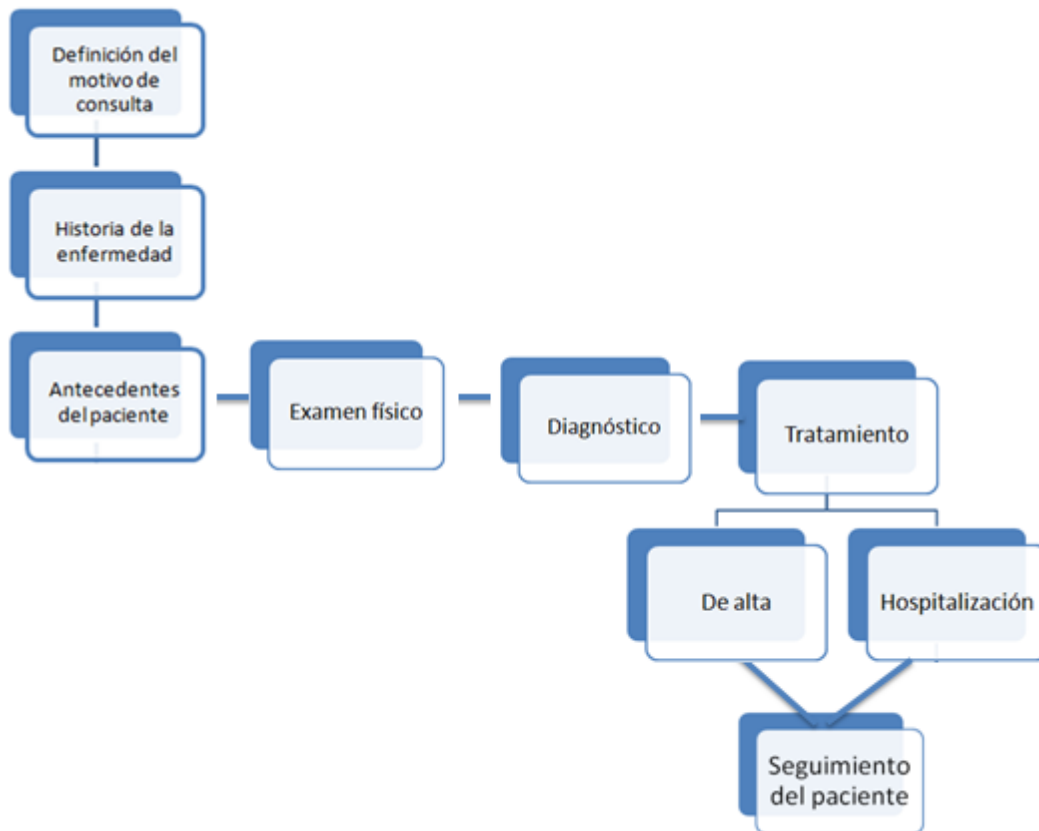 Definición del
motivo de
consulta
Historia de la
enfermedad
Antecedentes
del paciente
Examen físico
Diagnóstico
Tratamiento
De alta
Hospitalización
Seguimiento
del paciente